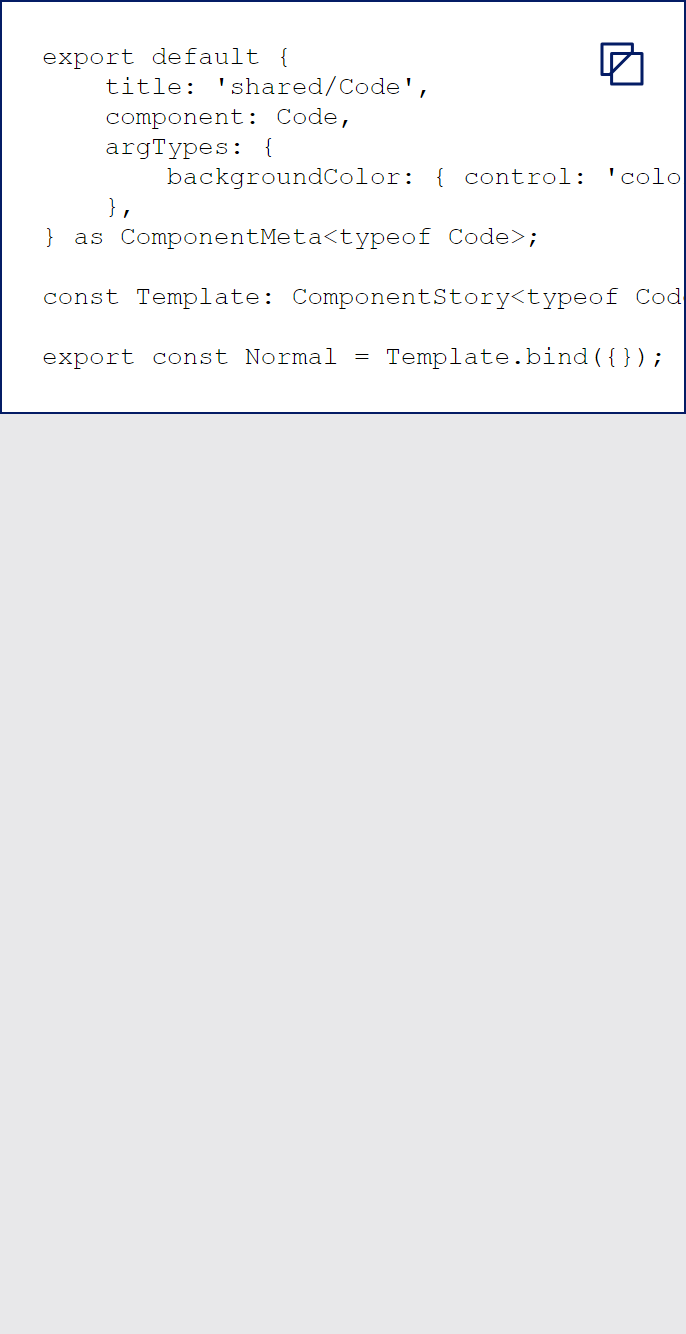 export default {
    title: 'shared/Code',
    component: Code,
    argTypes: {
        backgroundColor: { control: 'colo
    },
} as ComponentMeta<typeof Code>;
const Template: ComponentStory<typeof Cod
export const Normal = Template.bind({});